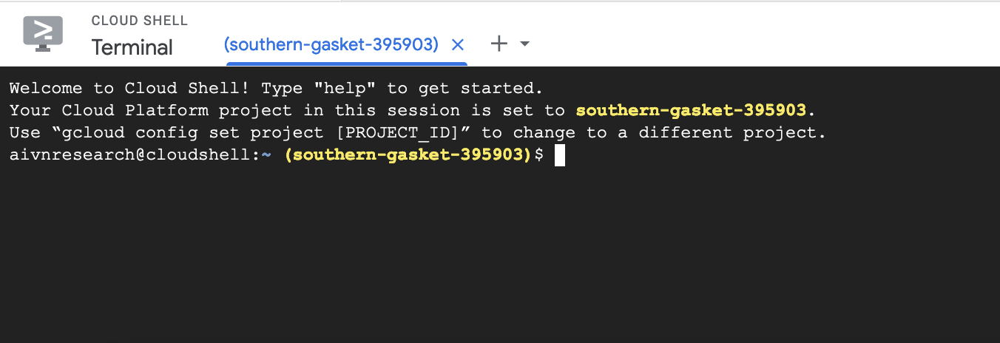 CLOUD SHELL
Terminal
(southern-gasket-395903)
Welcome to Cloud Shell! Type "help" to get started.
Your Cloud Platform project in this session is set to southern-gasket-395903.
Use “gcloud config set project [PROJECT_ID]” to change to a different project.
aivnresearch@cloudshell:~ (southern-gasket-395903)$